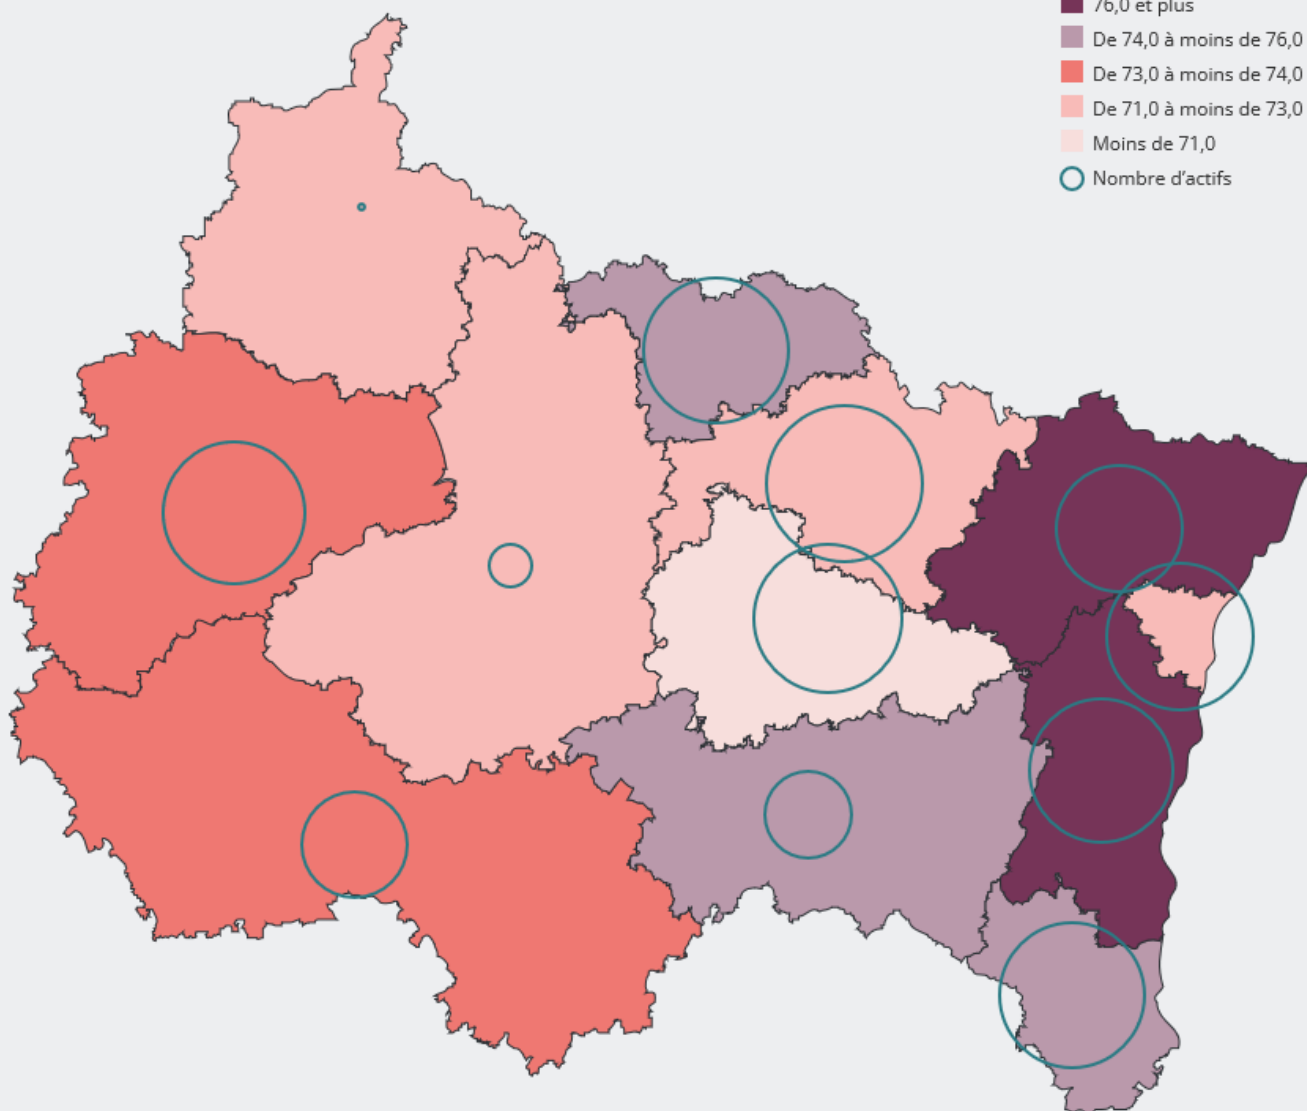 76,0 et plus
De 74,0 à moins de 76,0
De 73,0 à moins de 74,0
De 71,0 à moins de 73,0
Moins de 71,0
Nombre d’actifs